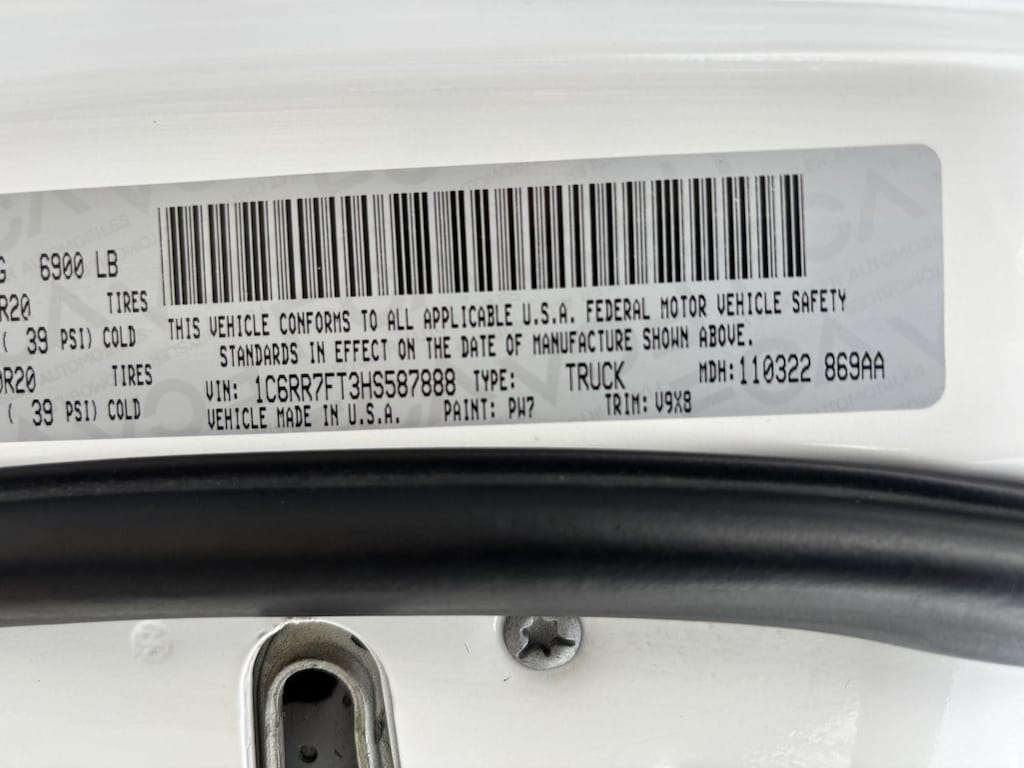 G 6900 LB
R20 TIRES
THIS VEHICLE CONFORMS TO ALL APPLICABLE U.S.A. FEDERAL MOTOR VEHICLE SAFETY
( 39 PSI) COLD
STANDARDS IN EFFECT ON THE DATE OF MANUFACTURE SHOWN ABOVE.
0R20 TIRES
VIN: 1C6RR7FT3HS587888 TYPE: TRUCK MDH: 110322 869AA
( 39 PSI) COLD
VEHICLE MADE IN U.S.A. PAINT: PW7 TRIM: V9X8